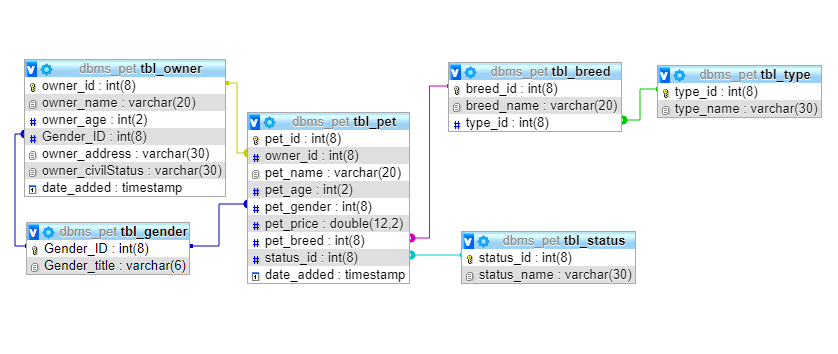 dbms_pet tbl_owner
owner_id : int(8)
owner_name : varchar(20)
owner_age : int(2)
Gender_ID : int(8)
owner_address : varchar(30)
owner_civilStatus : varchar(30)
date_added : timestamp
dbms_pet tbl_gender
Gender_ID : int(8)
Gender_title : varchar(6)
dbms_pet tbl_pet
pet_id : int(8)
owner_id : int(8)
pet_name : varchar(20)
pet_age : int(2)
pet_gender : int(8)
pet_price : double(12,2)
pet_breed : int(8)
status_id : int(8)
date_added : timestamp
dbms_pet tbl_breed
breed_id : int(8)
breed_name : varchar(20)
type_id : int(8)
dbms_pet tbl_status
status_id : int(8)
status_name : varchar(30)
dbms_pet tbl_type
type_id : int(8)
type_name : varchar(30)